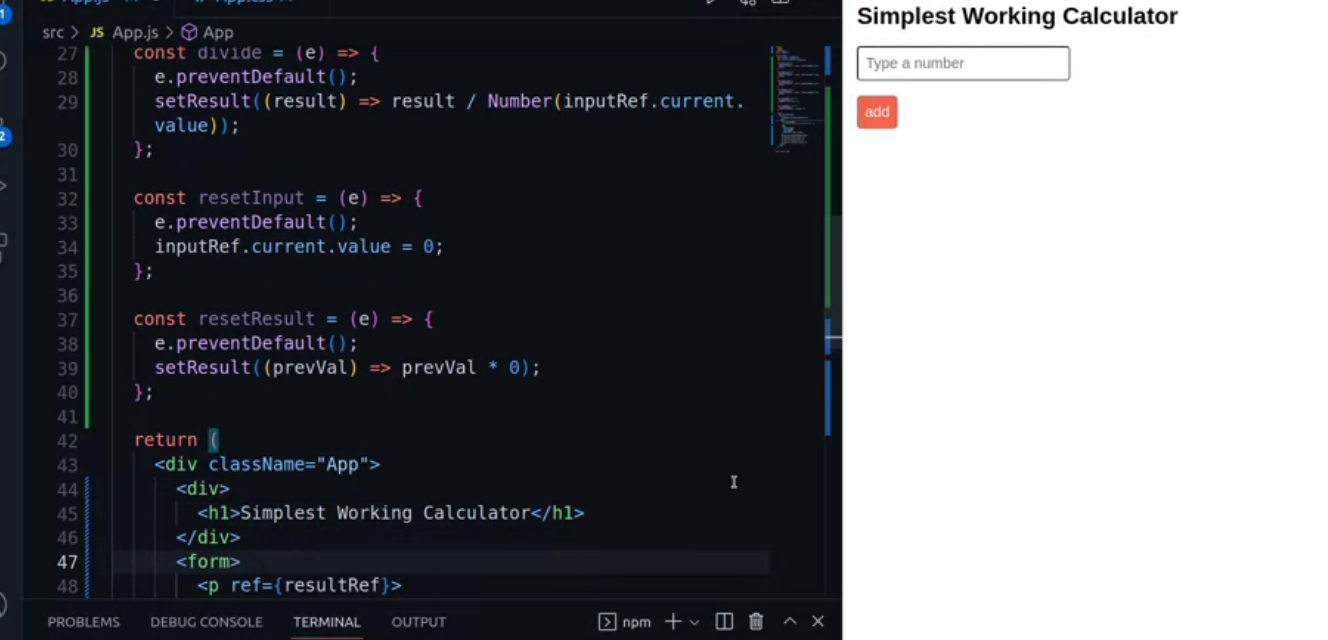 src > JS App.js > App
27 const divide = (e) => {
28 e.preventDefault();
29 setResult((result) => result / Number(inputRef.current.
value));
30 };
31
32 const resetInput = (e) => {
33 e.preventDefault();
34 inputRef.current.value = 0;
35 };
36
37 const resetResult = (e) => {
38 e.preventDefault();
39 setResult((prevVal) => prevVal * 0);
40 };
41
42 return (
43 <div className="App">
44 <div>
45 <h1>Simplest Working Calculator</h1>
46 </div>
47 <form>
48 <p ref={resultRef}>
PROBLEMS DEBUG CONSOLE TERMINAL OUTPUT npm
1
2
Simplest Working Calculator
Type a number
add